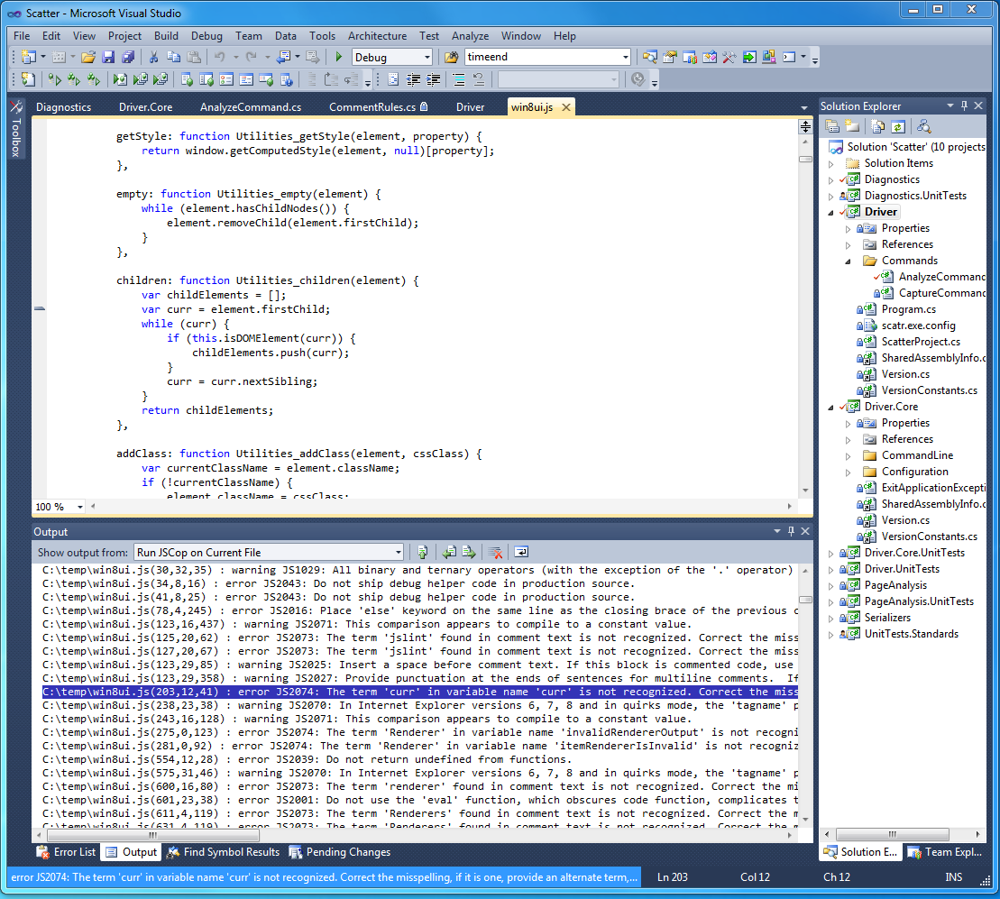 Scatter - Microsoft Visual Studio
File Edit View Project Build Debug Team Data Tools Architecture Test Analyze Window Help
Debug timeend
Toolbox
Diagnostics Driver.Core AnalyzeCommand.cs CommentRules.cs Driver win8ui.js
getStyle: function Utilities_getStyle(element, property) {
return window.getComputedStyle(element, null)[property];
},
empty: function Utilities_empty(element) {
while (element.hasChildNodes()) {
element.removeChild(element.firstChild);
}
},
children: function Utilities_children(element) {
var childElements = [];
var curr = element.firstChild;
while (curr) {
if (this.isDOMElement(curr)) {
childElements.push(curr);
}
curr = curr.nextSibling;
}
return childElements;
},
addClass: function Utilities_addClass(element, cssClass) {
var currentClassName = element.className;
if (!currentClassName) {
element.className = cssClass;
100 %
Output
Show output from: Run JSCop on Current File
C:\temp\win8ui.js(30,32,35) : warning JS1029: All binary and ternary operators (with the exception of the '.' operator)
C:\temp\win8ui.js(34,8,16) : error JS2043: Do not ship debug helper code in production source.
C:\temp\win8ui.js(41,8,25) : error JS2043: Do not ship debug helper code in production source.
C:\temp\win8ui.js(78,4,245) : error JS2016: Place 'else' keyword on the same line as the closing brace of the previous c
C:\temp\win8ui.js(123,16,437) : warning JS2071: This comparison appears to compile to a constant value.
C:\temp\win8ui.js(125,20,62) : error JS2073: The term 'jslint' found in comment text is not recognized. Correct the miss
C:\temp\win8ui.js(127,20,67) : error JS2073: The term 'jslint' found in comment text is not recognized. Correct the miss
C:\temp\win8ui.js(123,29,85) : warning JS2025: Insert a space before comment text. If this block is commented code, use
C:\temp\win8ui.js(123,29,358) : warning JS2027: Provide punctuation at the ends of sentences for multiline comments. If
C:\temp\win8ui.js(203,12,41) : error JS2074: The term 'curr' in variable name 'curr' is not recognized. Correct the miss
C:\temp\win8ui.js(238,23,38) : warning JS2070: In Internet Explorer versions 6, 7, 8 and in quirks mode, the 'tagname' p
C:\temp\win8ui.js(243,16,128) : warning JS2071: This comparison appears to compile to a constant value.
C:\temp\win8ui.js(275,0,123) : error JS2074: The term 'Renderer' in variable name 'invalidRendererOutput' is not recogni
C:\temp\win8ui.js(281,0,92) : error JS2074: The term 'Renderer' in variable name 'itemRendererIsInvalid' is not recogniz
C:\temp\win8ui.js(554,12,28) : error JS2039: Do not return undefined from functions.
C:\temp\win8ui.js(575,31,46) : warning JS2070: In Internet Explorer versions 6, 7, 8 and in quirks mode, the 'tagname' p
C:\temp\win8ui.js(600,16,80) : error JS2073: The term 'renderer' found in comment text is not recognized. Correct the mi
C:\temp\win8ui.js(601,23,38) : error JS2001: Do not use the 'eval' function, which obscures code function, complicates t
C:\temp\win8ui.js(611,4,119) : error JS2073: The term 'Renderers' found in comment text is not recognized. Correct the m
C:\temp\win8ui.js(631,4,119) : error JS2073: The term 'Renderers' found in comment text is not recognized. Correct the m
Error List Output Find Symbol Results Pending Changes
Solution Explorer
Solution 'Scatter' (10 projects
Solution Items
Diagnostics
Diagnostics.UnitTests
Driver
Properties
References
Commands
AnalyzeCommand
CaptureCommand
Program.cs
scatr.exe.config
ScatterProject.cs
SharedAssemblyInfo.c
Version.cs
VersionConstants.cs
Driver.Core
Properties
References
CommandLine
Configuration
ExitApplicationExcepti
SharedAssemblyInfo.c
Version.cs
VersionConstants.cs
Driver.Core.UnitTests
Driver.UnitTests
PageAnalysis
PageAnalysis.UnitTests
Serializers
UnitTests.Standards
Solution E... Team Expl...
error JS2074: The term 'curr' in variable name 'curr' is not recognized. Correct the misspelling, if it is one, provide an alternate term,... Ln 203 Col 12 Ch 12 INS